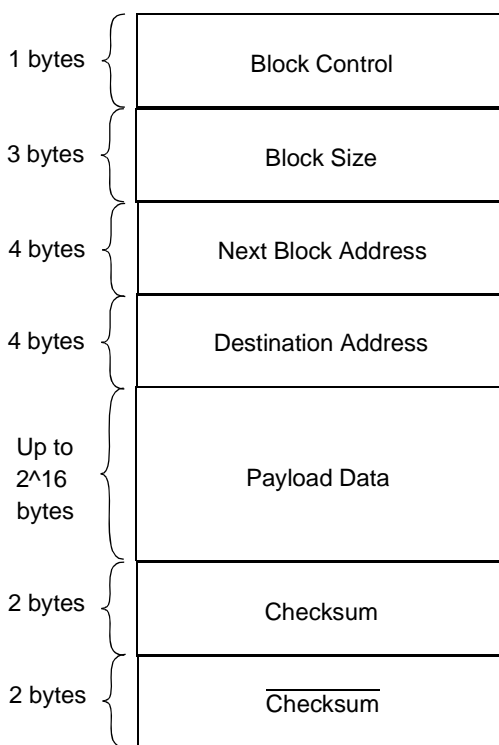 1 bytes
Block Control
3 bytes
Block Size
4 bytes
Next Block Address
4 bytes
Destination Address
Up to
2^16
bytes
Payload Data
2 bytes
Checksum
2 bytes
Checksum